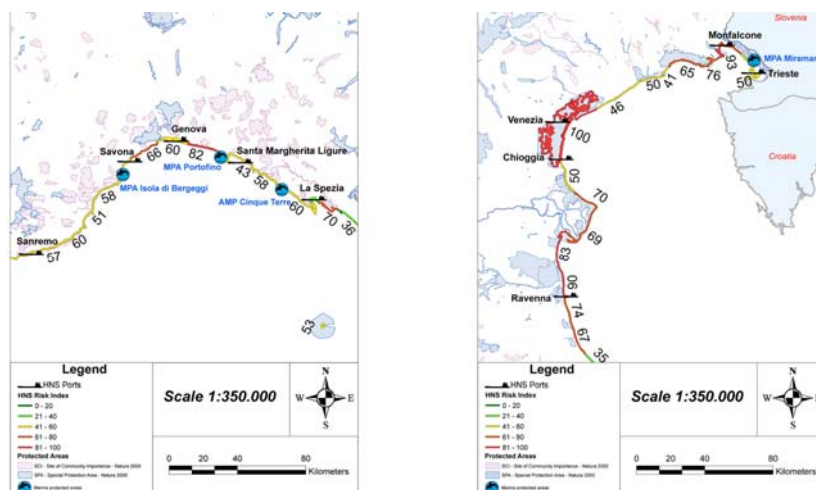 Genova
Savona
66
60
82
Santa Margherita Ligure
MPA Portofino
43
58
MPA Isola di Bergeggi
58
La Spezia
AMP Cinque Terre
60
51
70
36
Sanremo
60
57
53
Legend
HNS Ports
HNS Risk Index
0 - 20
21 - 40
41 - 60
61 - 80
81 - 100
Protected Areas
SCI - Site of Community Importance - Natura 2000
SPA - Special Protection Area - Natura 2000
Marine protected areas
Scale 1:350.000
N
W
E
S
0
20
40
80
Kilometers
Slovenia
Monfalcone
93
MPA Miramar
65
76
Trieste
50
41
50
46
Venezia
100
Chioggia
Croatia
50
70
69
83
90
Ravenna
74
67
35
Legend
HNS Ports
HNS Risk Index
0 - 20
21 - 40
41 - 60
61 - 80
81 - 100
Protected Areas
SCI - Site of Community Importance - Natura 2000
SPA - Special Protection Area - Natura 2000
Marine protected areas
Scale 1:350.000
N
W
E
S
0
20
40
80
Kilometers